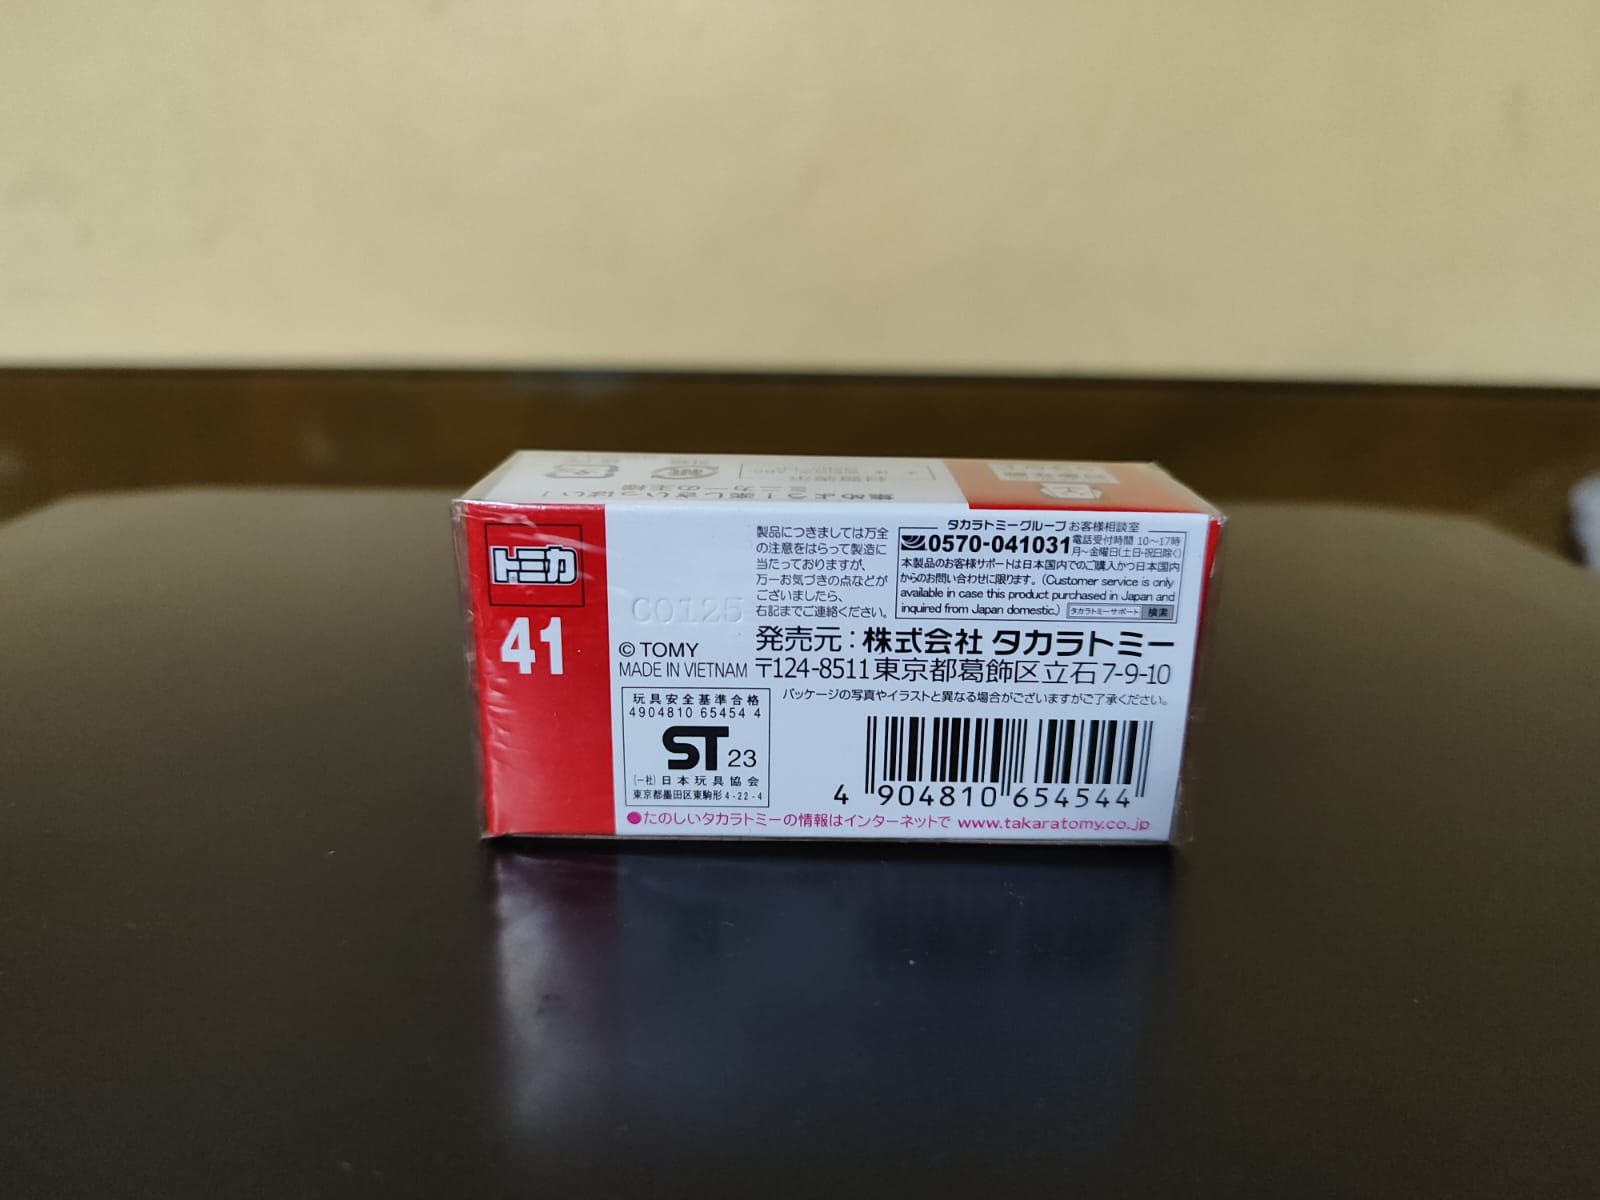 トミカ
41
C0125
© TOMY
MADE IN VIETNAM
製品につきましては万全
の注意をはらって製造に
当たっておりますが、
万一お気づきの点などが
ございましたら、
右記までご連絡ください。
タカラトミーグループ お客様相談室
0570-041031 電話受付時間 10〜17時
月〜金曜日(土日・祝日除く)
本製品のお客様サポートは日本国内でのご購入かつ日本国内
からのお問い合わせに限ります。(Customer service is only
available in case this product purchased in Japan and
inquired from Japan domestic.) タカラトミーサポート 検索
発売元：株式会社 タカラトミー
〒124-8511 東京都葛飾区立石 7-9-10
パッケージの写真やイラストと異なる場合がございますがご了承ください。
玩具安全基準合格
4904810 65454 4
ST 23
(一社) 日本玩具協会
東京都墨田区東駒形 4-22-4
4 904810 654544
●たのしいタカラトミーの情報はインターネットで www.takaratomy.co.jp